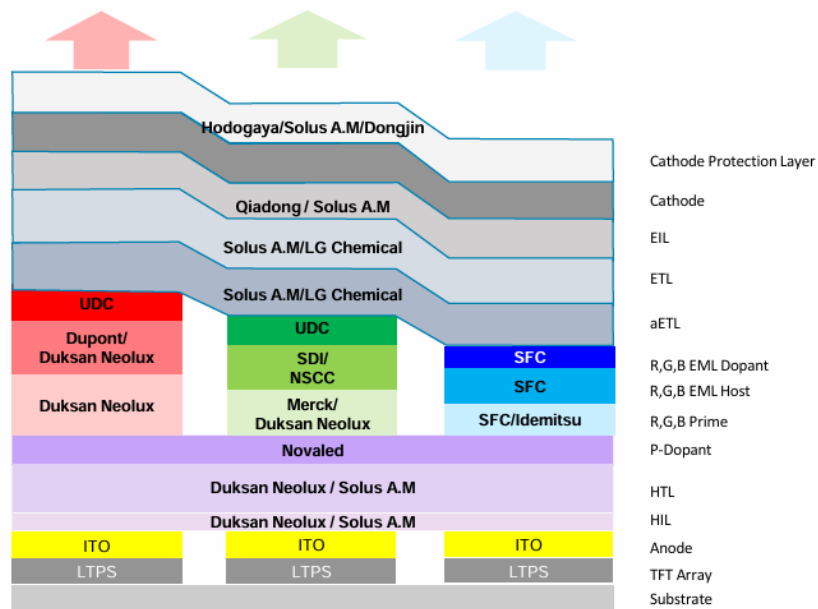 Hodogaya/Solus A.M/Dongjin
Cathode Protection Layer
Cathode
Qiadong / Solus A.M
EIL
Solus A.M/LG Chemical
ETL
Solus A.M/LG Chemical
aETL
UDC
UDC
SFC
R,G,B EML Dopant
Dupont/
Duksan Neolux
SDI/
NSCC
SFC
R,G,B EML Host
Duksan Neolux
Merck/
Duksan Neolux
SFC/Idemitsu
R,G,B Prime
Novaled
P-Dopant
Duksan Neolux / Solus A.M
HTL
Duksan Neolux / Solus A.M
HIL
ITO
ITO
ITO
Anode
LTPS
LTPS
LTPS
TFT Array
Substrate